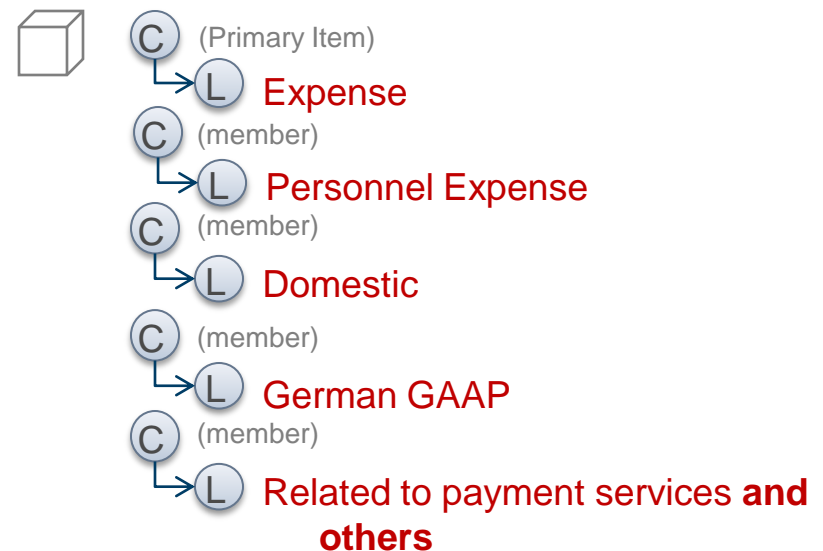 C (Primary Item)
L Expense
C (member)
L Personnel Expense
C (member)
L Domestic
C (member)
L German GAAP
C (member)
L Related to payment services and
others